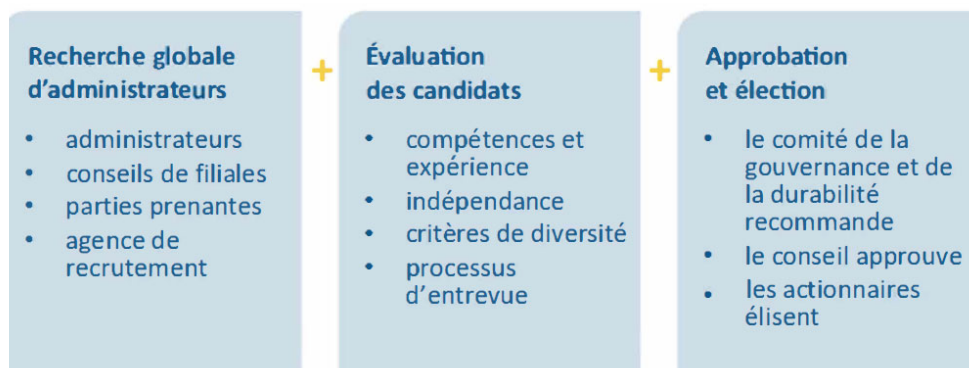 Recherche globale
d'administrateurs
• administrateurs
• conseils de filiales
• parties prenantes
• agence de
recrutement
+
Évaluation
des candidats
• compétences et
expérience
• indépendance
• critères de diversité
• processus
d'entrevue
+
Approbation
et élection
• le comité de la
gouvernance et de
la durabilité
recommande
• le conseil approuve
• les actionnaires
élisent